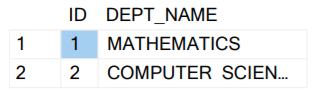 ID DEPT_NAME
1 1 MATHEMATICS
2 2 COMPUTER SCIEN...